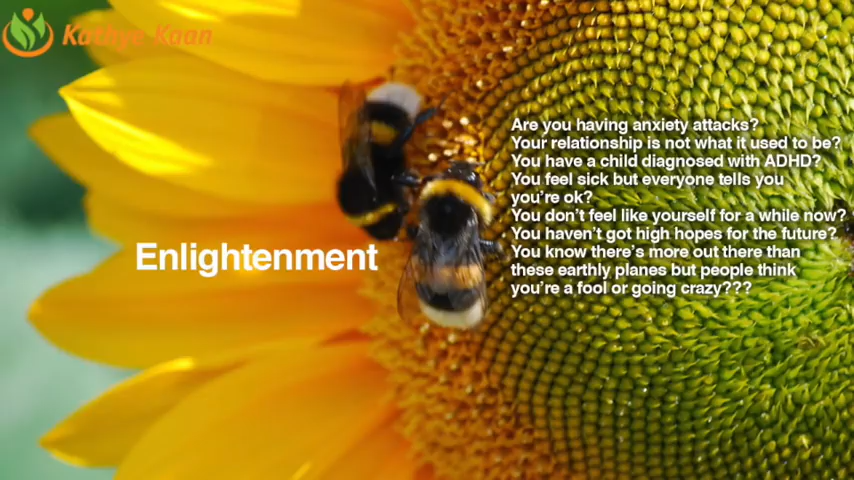 Kathye Kaan
Are you having anxiety attacks?
Your relationship is not what it used to be?
You have a child diagnosed with ADHD?
You feel sick but everyone tells you
you're ok?
You don't feel like yourself for a while now?
You haven't got high hopes for the future?
You know there's more out there than
these earthly planes but people think
you're a fool or going crazy???
Enlightenment